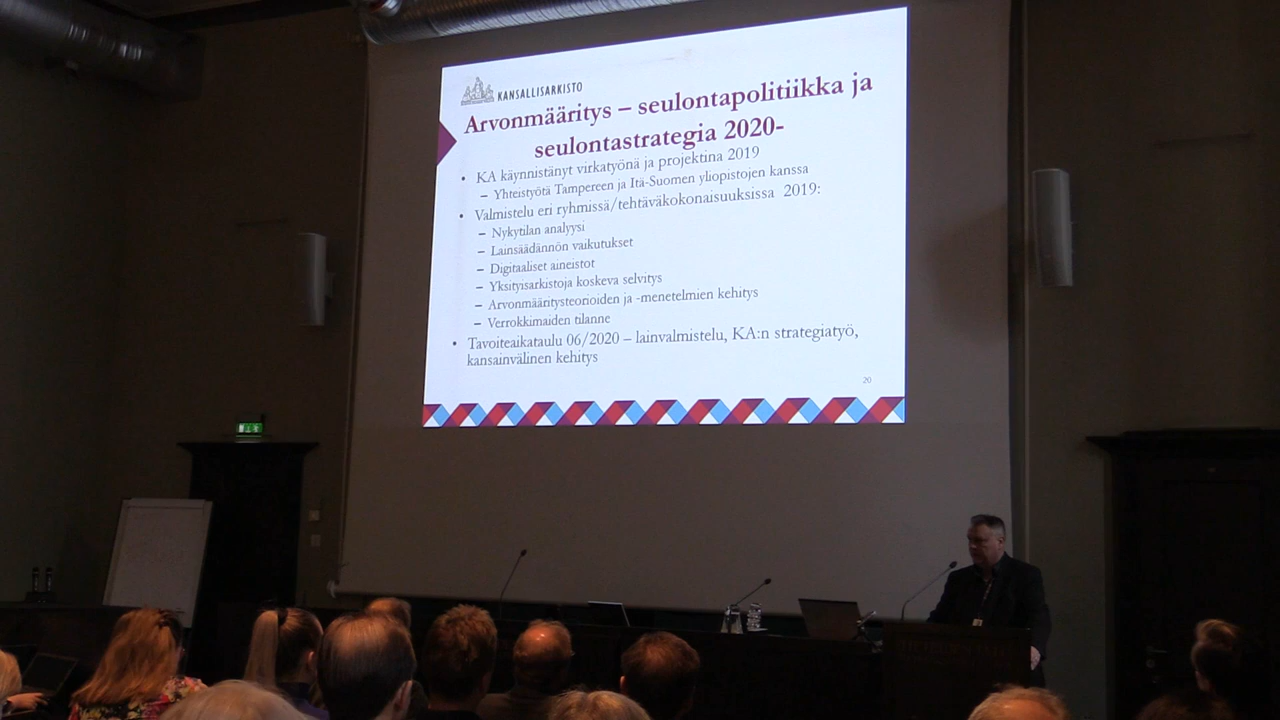 KANSALLISARKISTO
Arvonmääritys – seulontapolitiikka ja
seulontastrategia 2020-
• KA käynnistänyt virkatyönä ja projektina 2019
– Yhteistyötä Tampereen ja Itä-Suomen yliopistojen kanssa
• Valmistelu eri ryhmissä/tehtäväkokonaisuuksissa 2019:
– Nykytilan analyysi
– Lainsäädännön vaikutukset
– Digitaaliset aineistot
– Yksityisarkistoja koskeva selvitys
– Arvonmääritysteorioiden ja -menetelmien kehitys
– Verrokkimaiden tilanne
• Tavoiteaikataulu 06/2020 – lainvalmistelu, KA:n strategiatyö,
kansainvälinen kehitys
20